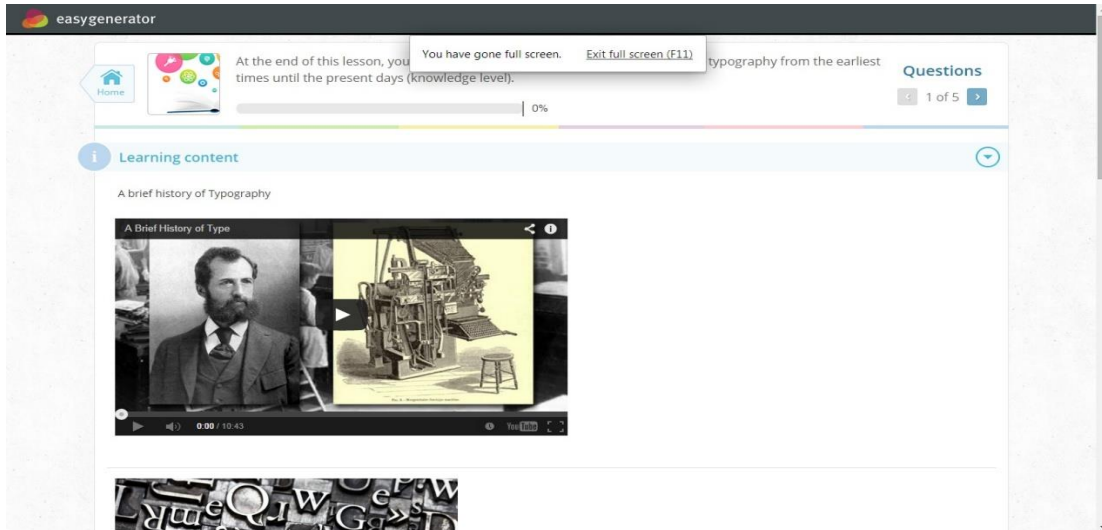 easygenerator
You have gone full screen. Exit full screen (F11)
Home
At the end of this lesson, you typography from the earliest
times until the present days (knowledge level).
0%
Questions
1 of 5
i Learning content
A brief history of Typography
A Brief History of Type
0:00 / 10:43
YouTube